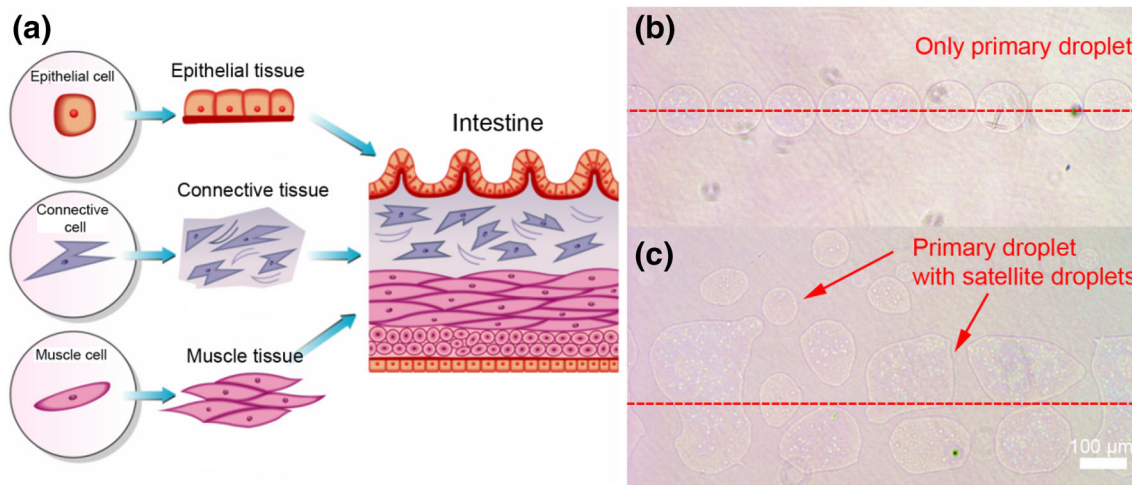 (a)
Epithelial cell
Epithelial tissue
Connective
cell
Connective tissue
Muscle cell
Muscle tissue
Intestine
(b)
Only primary droplet
(c)
Primary droplet
with satellite droplets
100 µm